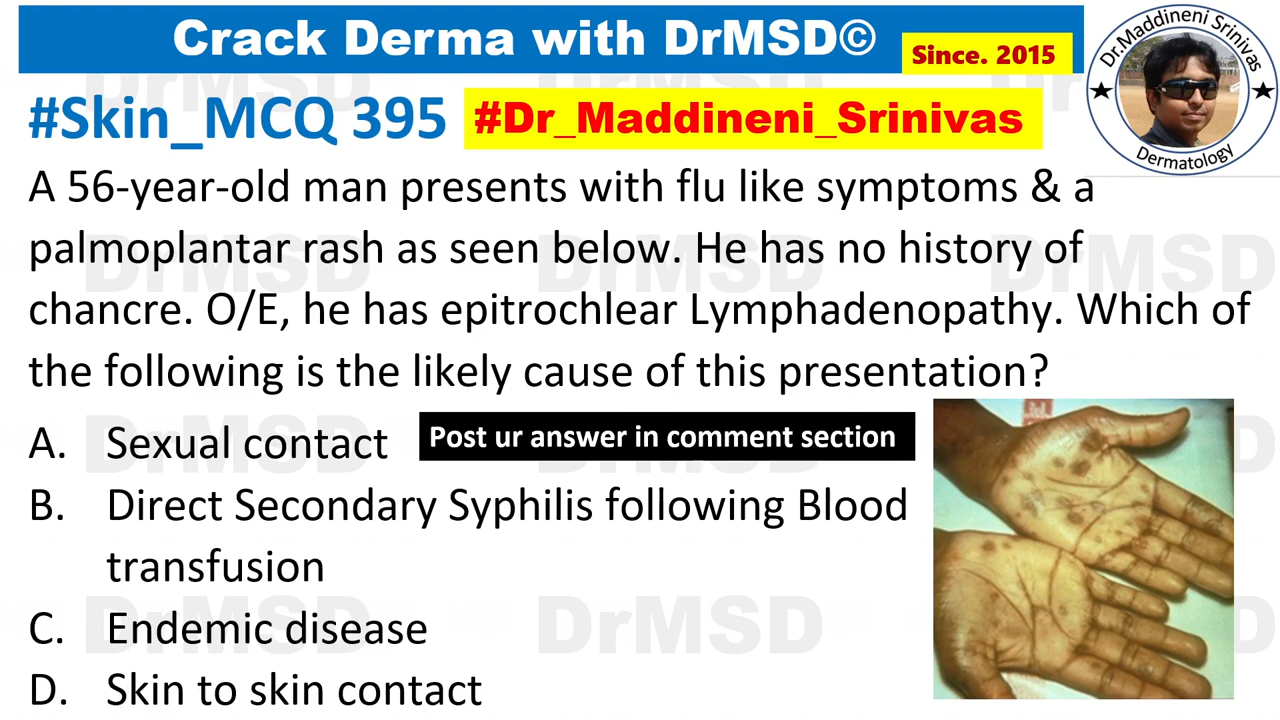 Crack Derma with DrMSD©
Since. 2015
Dr.Maddineni Srinivas
Dermatology
#Skin_MCQ 395
#Dr_Maddineni_Srinivas
A 56-year-old man presents with flu like symptoms & a
palmoplantar rash as seen below. He has no history of
chancre. O/E, he has epitrochlear Lymphadenopathy. Which of
the following is the likely cause of this presentation?
A. Sexual contact
Post ur answer in comment section
B. Direct Secondary Syphilis following Blood
transfusion
C. Endemic disease
D. Skin to skin contact
DrMSD